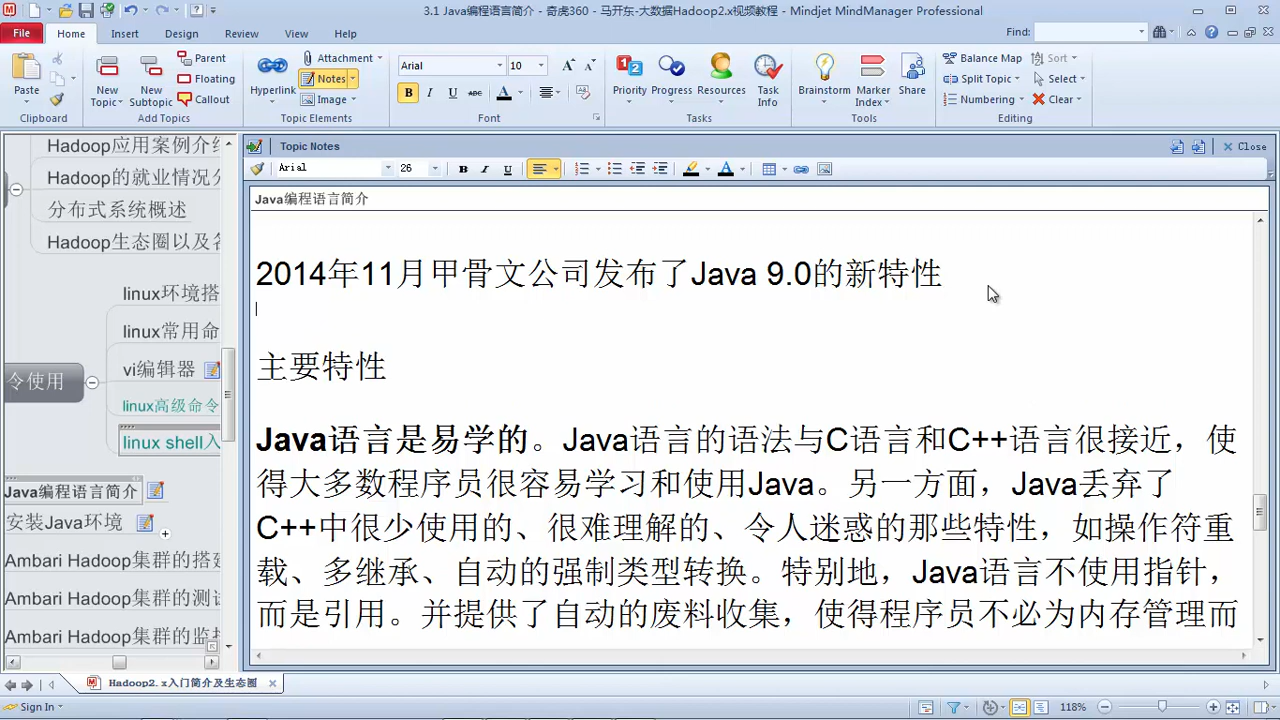 3.1 Java编程语言简介 - 奇虎360 - 马开东-大数据Hadoop2.x视频教程 - Mindjet MindManager Professional
File Home Insert Design Review View Help Find:
Paste
Clipboard
New Topic
New Subtopic
Parent
Floating
Callout
Add Topics
Hyperlink
Attachment
Notes
Image
Topic Elements
Arial 10
B I U ABC A
Font
Priority
Progress
Resources
Task Info
Tasks
Brainstorm
Marker Index
Share
Tools
Balance Map Sort
Split Topic Select
Numbering Clear
Editing
Hadoop应用案例介绍
Hadoop的就业情况分
分布式系统概述
Hadoop生态圈以及各
linux环境搭
linux常用命
vi编辑器
令使用
linux高级命令
linux shell入
Java编程语言简介
安装Java环境
Ambari Hadoop集群的搭建
Ambari Hadoop集群的测试
Ambari Hadoop集群的监控
Topic Notes Close
Arial 26 B I U A
Java编程语言简介
2014年11月甲骨文公司发布了Java 9.0的新特性
主要特性
Java语言是易学的。Java语言的语法与C语言和C++语言很接近，使
得大多数程序员很容易学习和使用Java。另一方面，Java丢弃了
C++中很少使用的、很难理解的、令人迷惑的那些特性，如操作符重
载、多继承、自动的强制类型转换。特别地，Java语言不使用指针，
而是引用。并提供了自动的废料收集，使得程序员不必为内存管理而
Hadoop2. x入门简介及生态圈
Sign In 118%